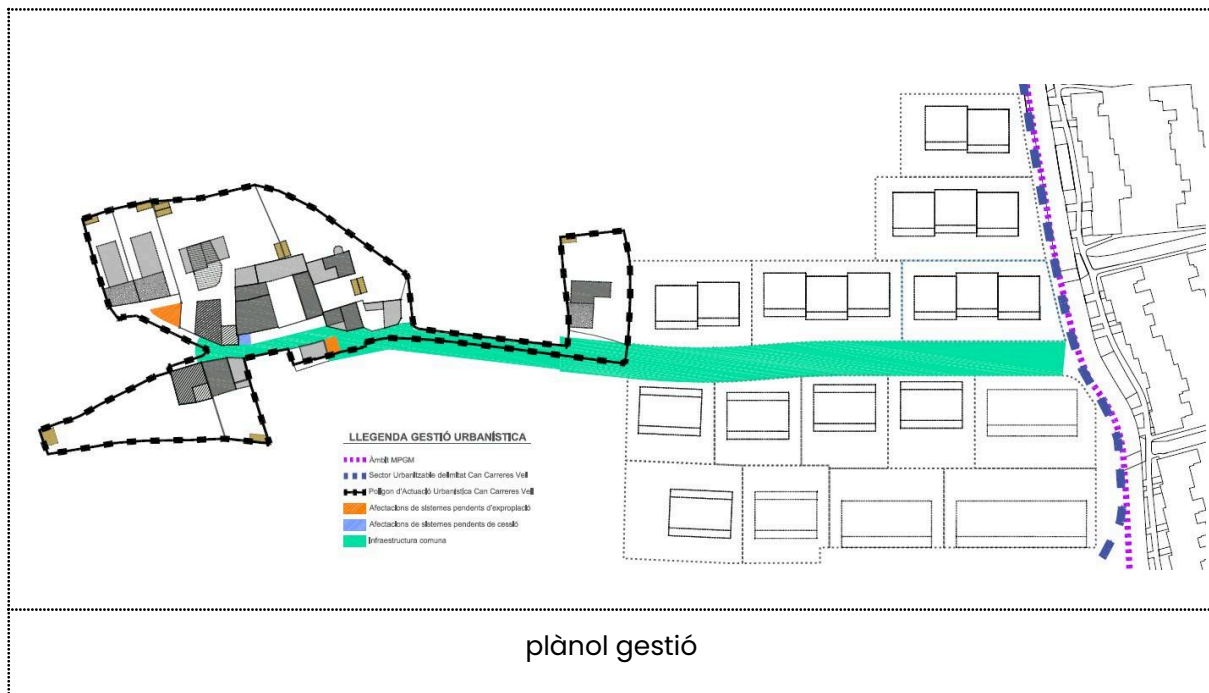 LLEGENDA GESTIÓ URBANÍSTICA
Àmbit MPGM
Sector Urbanitzable delimitat Can Carreres Vell
Polígon d'Actuació Urbanística Can Carreres Vell
Afectacions de sistemes pendents d'expropiació
Afectacions de sistemes pendents de cessió
Infraestructura comuna
plànol gestió